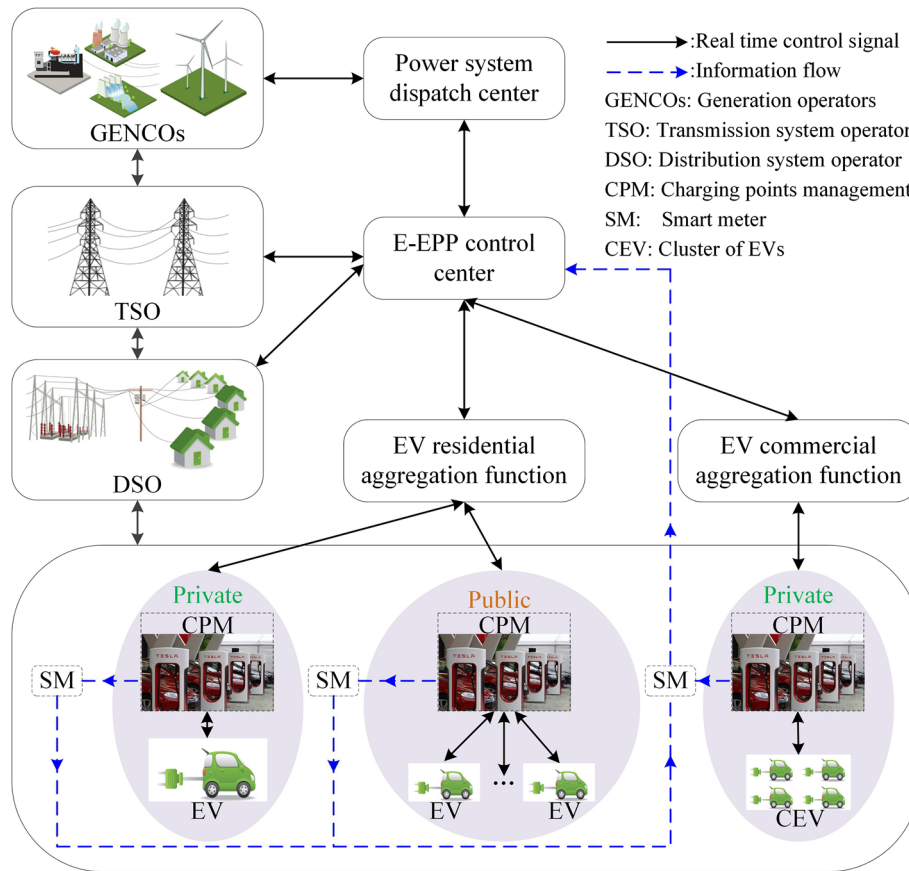 GENCOs
Power system
dispatch center
:Real time control signal
:Information flow
GENCOs: Generation operators
TSO: Transmission system operator
DSO: Distribution system operator
CPM: Charging points management
SM: Smart meter
CEV: Cluster of EVs
TSO
E-EPP control
center
DSO
EV residential
aggregation function
EV commercial
aggregation function
Private
CPM
TESLA
SM
EV
Public
CPM
TESLA
SM
EV
...
EV
Private
CPM
TESLA
SM
CEV